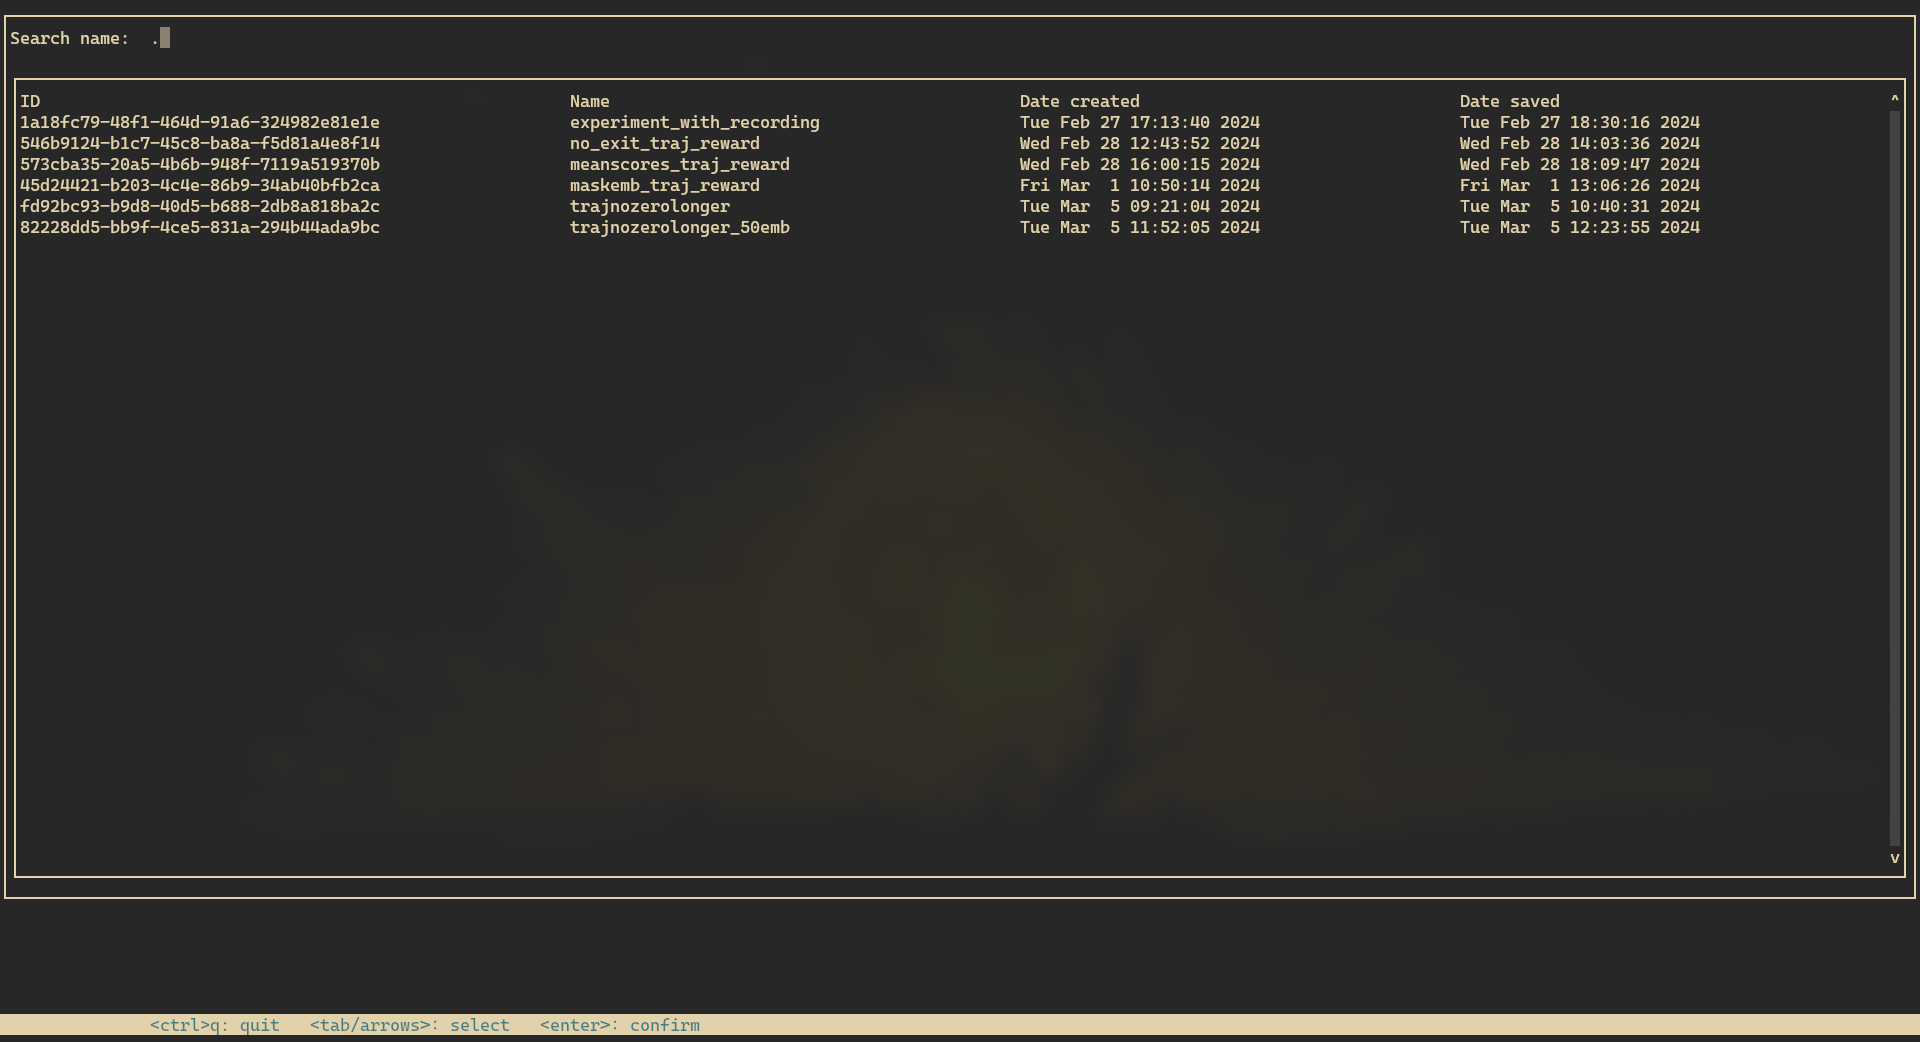 Search name:  .
ID Name Date created Date saved ^
1a18fc79-48f1-464d-91a6-324982e81e1e experiment_with_recording Tue Feb 27 17:13:40 2024 Tue Feb 27 18:30:16 2024
546b9124-b1c7-45c8-ba8a-f5d81a4e8f14 no_exit_traj_reward Wed Feb 28 12:43:52 2024 Wed Feb 28 14:03:36 2024
573cba35-20a5-4b6b-948f-7119a519370b meanscores_traj_reward Wed Feb 28 16:00:15 2024 Wed Feb 28 18:09:47 2024
45d24421-b203-4c4e-86b9-34ab40bfb2ca maskemb_traj_reward Fri Mar  1 10:50:14 2024 Fri Mar  1 13:06:26 2024
fd92bc93-b9d8-40d5-b688-2db8a818ba2c trajnozerolonger Tue Mar  5 09:21:04 2024 Tue Mar  5 10:40:31 2024
82228dd5-bb9f-4ce5-831a-294b44ada9bc trajnozerolonger_50emb Tue Mar  5 11:52:05 2024 Tue Mar  5 12:23:55 2024
v
<ctrl>q: quit   <tab/arrows>: select   <enter>: confirm